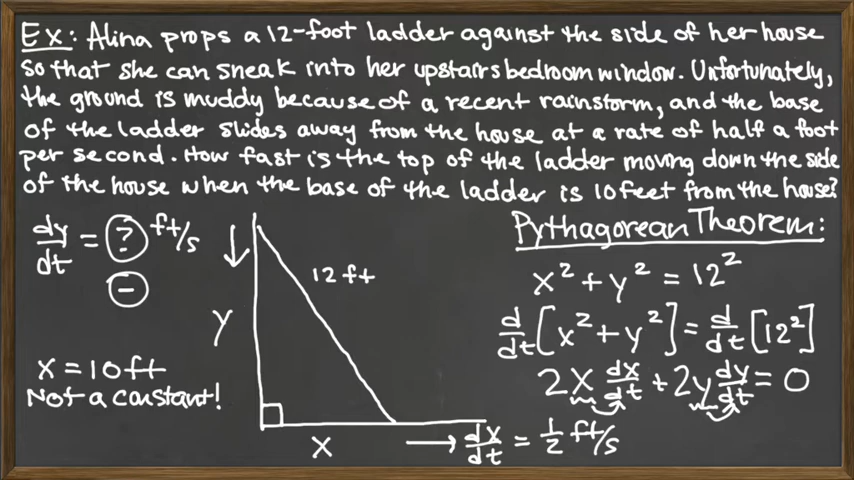 Ex: Alina props a 12-foot ladder against the side of her house
so that she can sneak into her upstairs bedroom window. Unfortunately,
the ground is muddy because of a recent rainstorm, and the base
of the ladder slides away from the house at a rate of half a foot
per second. How fast is the top of the ladder moving down the side
of the house when the base of the ladder is 10 feet from the house?
dy/dt = ? ft/s
−
x = 10 ft
Not a constant!
12 ft
y
x
→ dx/dt = 1/2 ft/s
Pythagorean Theorem:
x² + y² = 12²
d/dt [x² + y²] = d/dt [12²]
2x dx/dt + 2y dy/dt = 0